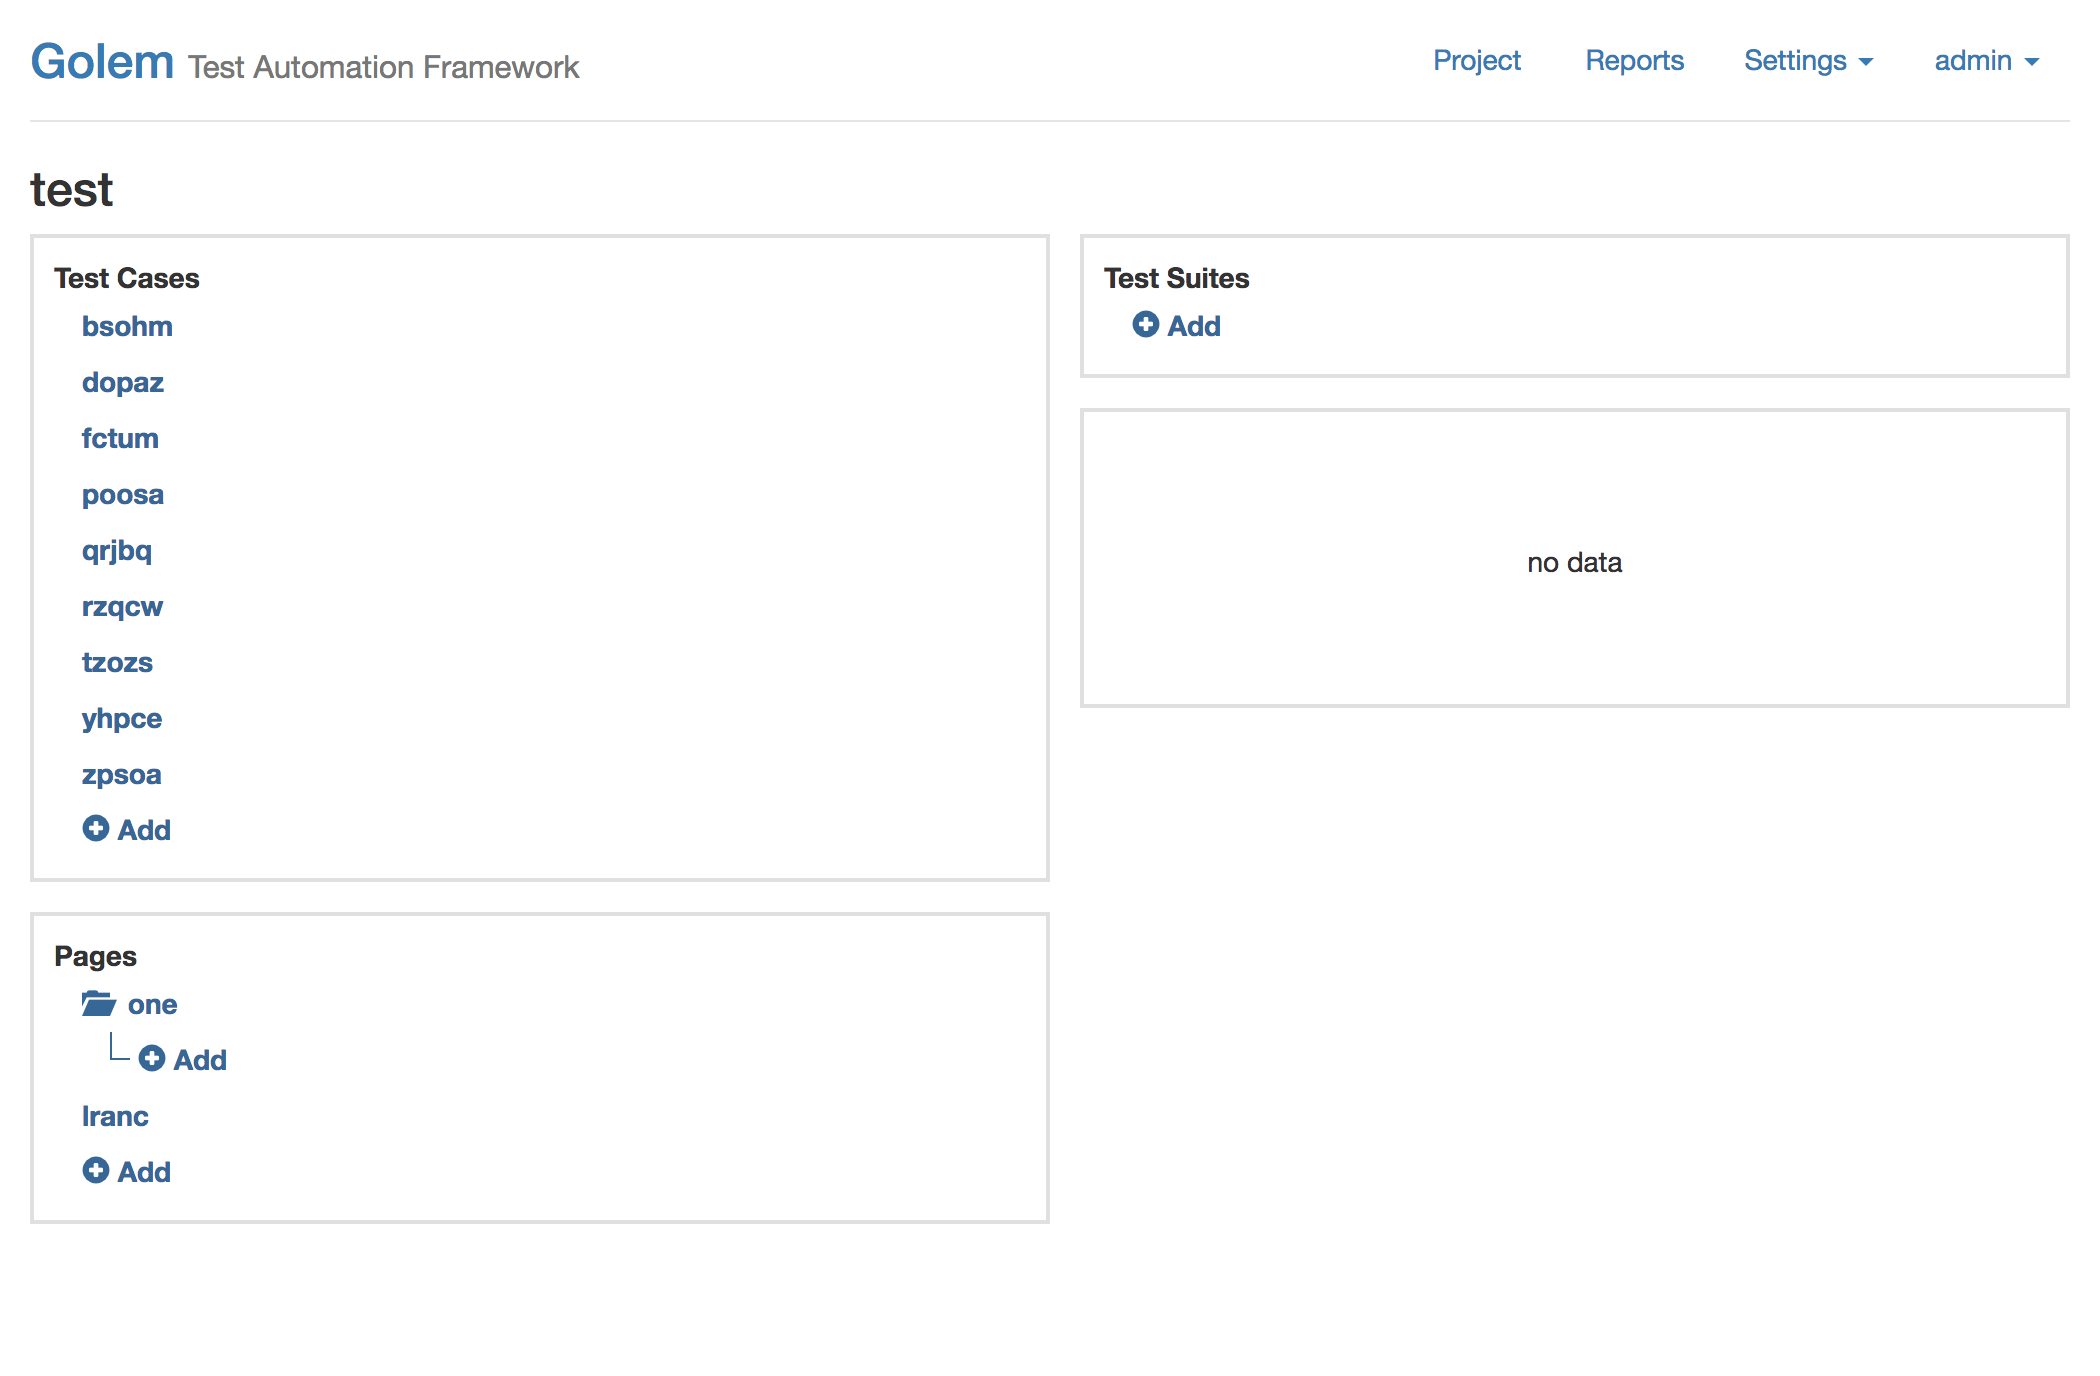 Golem Test Automation Framework
Project Reports Settings admin
test
Test Cases
bsohm
dopaz
fctum
poosa
qrjbq
rzqcw
tzozs
yhpce
zpsoa
Add
Pages
one
Add
lranc
Add
Test Suites
Add
no data